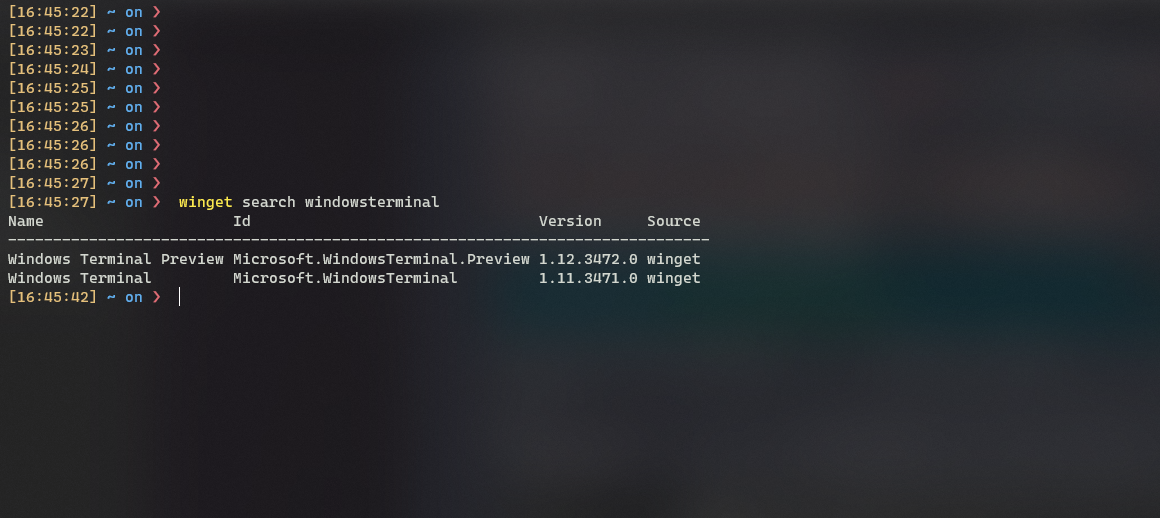 [16:45:22] ~ on ❯
[16:45:22] ~ on ❯
[16:45:23] ~ on ❯
[16:45:24] ~ on ❯
[16:45:25] ~ on ❯
[16:45:25] ~ on ❯
[16:45:26] ~ on ❯
[16:45:26] ~ on ❯
[16:45:26] ~ on ❯
[16:45:27] ~ on ❯
[16:45:27] ~ on ❯  winget search windowsterminal
Name                     Id                                Version     Source
------------------------------------------------------------------------------
Windows Terminal Preview Microsoft.WindowsTerminal.Preview 1.12.3472.0 winget
Windows Terminal         Microsoft.WindowsTerminal         1.11.3471.0 winget
[16:45:42] ~ on ❯